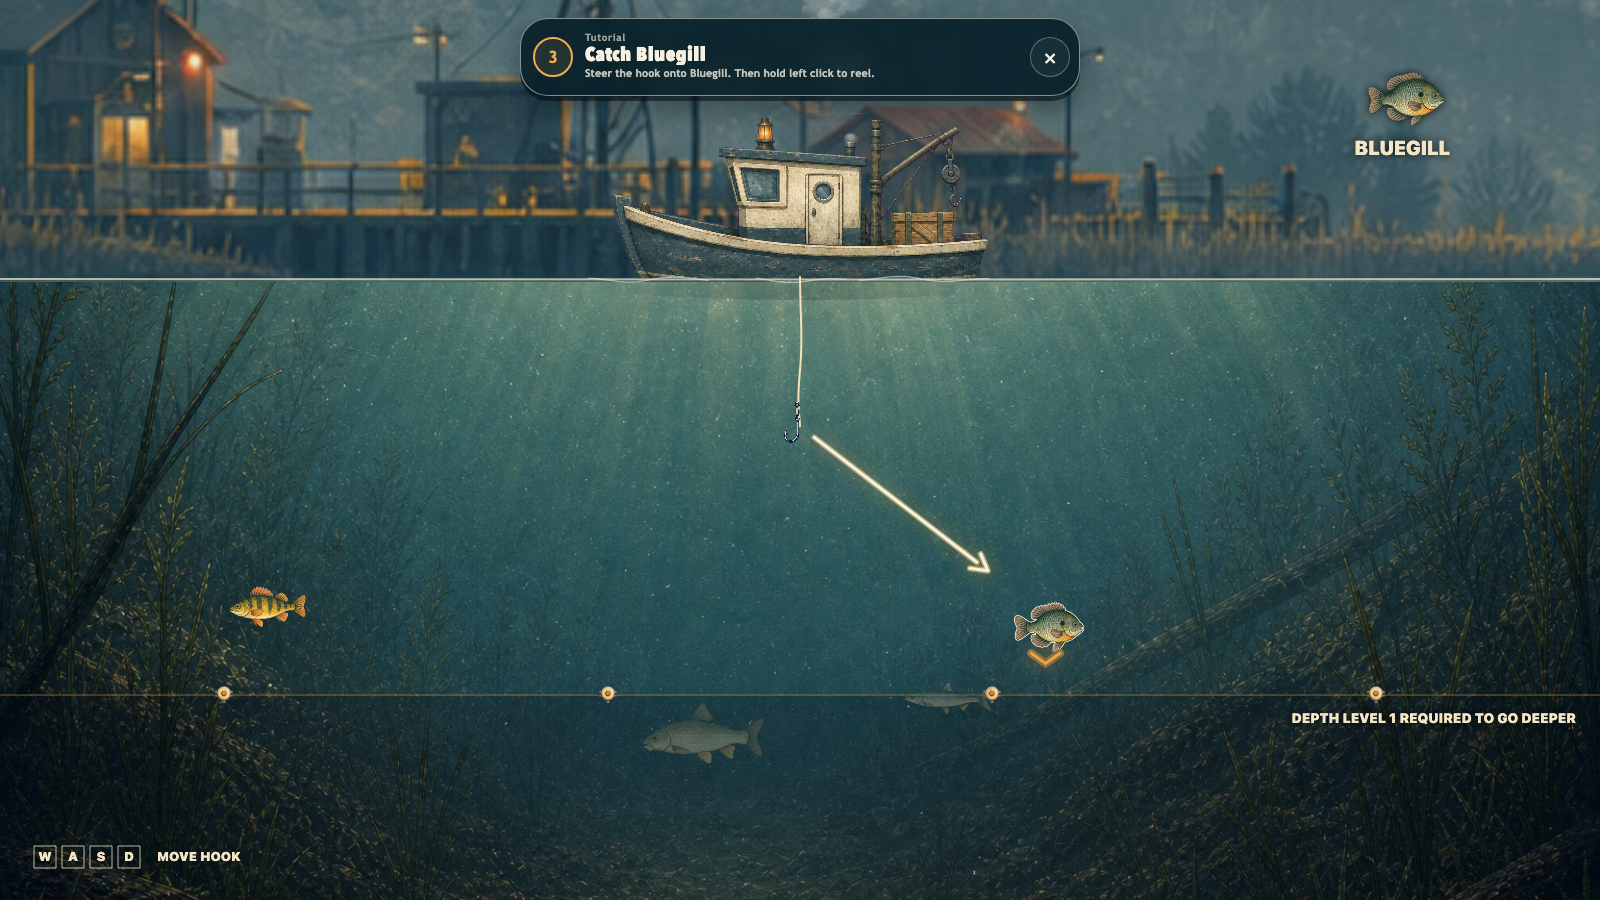 3
Tutorial
Catch Bluegill
Steer the hook onto Bluegill. Then hold left click to reel.
BLUEGILL
DEPTH LEVEL 1 REQUIRED TO GO DEEPER
W A S D MOVE HOOK